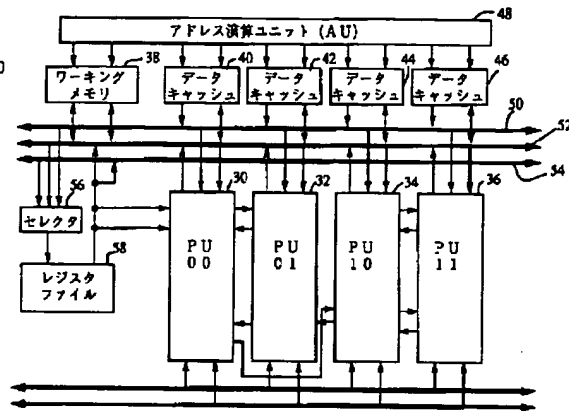 アドレス演算ユニット(AU)
48
38
40
42
44
46
ワーキング
メモリ
データ
キャッシュ
データ
キャッシュ
データ
キャッシュ
データ
キャッシュ
50
52
54
56
セレクタ
58
レジスタ
ファイル
30
32
34
36
PU
00
PU
01
PU
10
PU
11